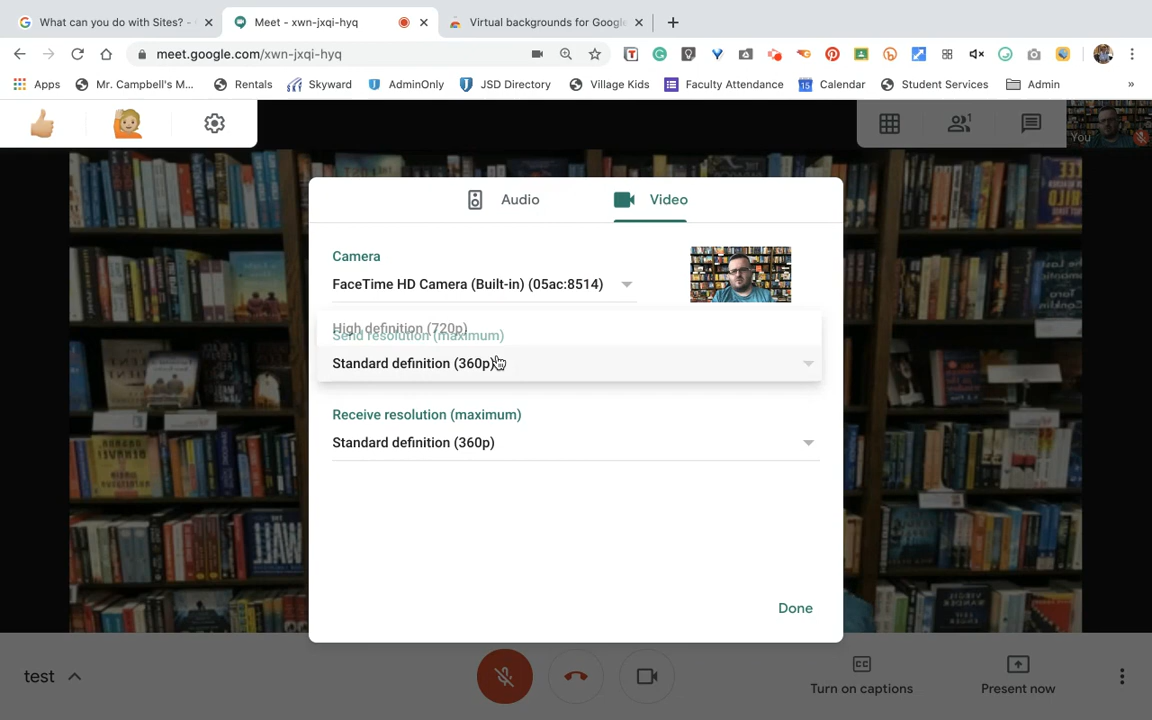 What can you do with Sites? -
Meet - xwn-jxqi-hyq
Virtual backgrounds for Google
meet.google.com/xwn-jxqi-hyq
Apps
Mr. Campbell's M...
Rentals
Skyward
AdminOnly
JSD Directory
Village Kids
Faculty Attendance
Calendar
Student Services
Admin
»
1
You
Audio
Video
Camera
FaceTime HD Camera (Built-in) (05ac:8514)
High definition (720p)
Send resolution (maximum)
Standard definition (360p)
Receive resolution (maximum)
Standard definition (360p)
Done
test
CC
Turn on captions
Present now